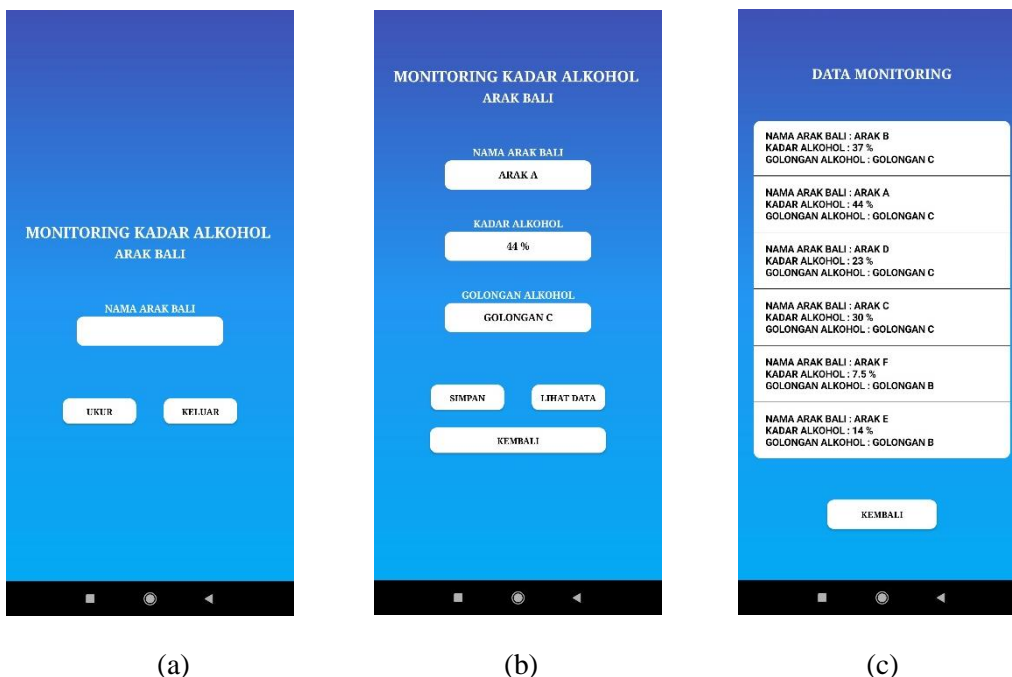 MONITORING KADAR ALKOHOL
ARAK BALI
NAMA ARAK BALI
UKUR
KELUAR
(a)
MONITORING KADAR ALKOHOL
ARAK BALI
NAMA ARAK BALI
ARAK A
KADAR ALKOHOL
44 %
GOLONGAN ALKOHOL
GOLONGAN C
SIMPAN
LIHAT DATA
KEMBALI
(b)
DATA MONITORING
NAMA ARAK BALI : ARAK B
KADAR ALKOHOL : 37 %
GOLONGAN ALKOHOL : GOLONGAN C
NAMA ARAK BALI : ARAK A
KADAR ALKOHOL : 44 %
GOLONGAN ALKOHOL : GOLONGAN C
NAMA ARAK BALI : ARAK D
KADAR ALKOHOL : 23 %
GOLONGAN ALKOHOL : GOLONGAN C
NAMA ARAK BALI : ARAK C
KADAR ALKOHOL : 30 %
GOLONGAN ALKOHOL : GOLONGAN C
NAMA ARAK BALI : ARAK F
KADAR ALKOHOL : 7.5 %
GOLONGAN ALKOHOL : GOLONGAN B
NAMA ARAK BALI : ARAK E
KADAR ALKOHOL : 14 %
GOLONGAN ALKOHOL : GOLONGAN B
KEMBALI
(c)